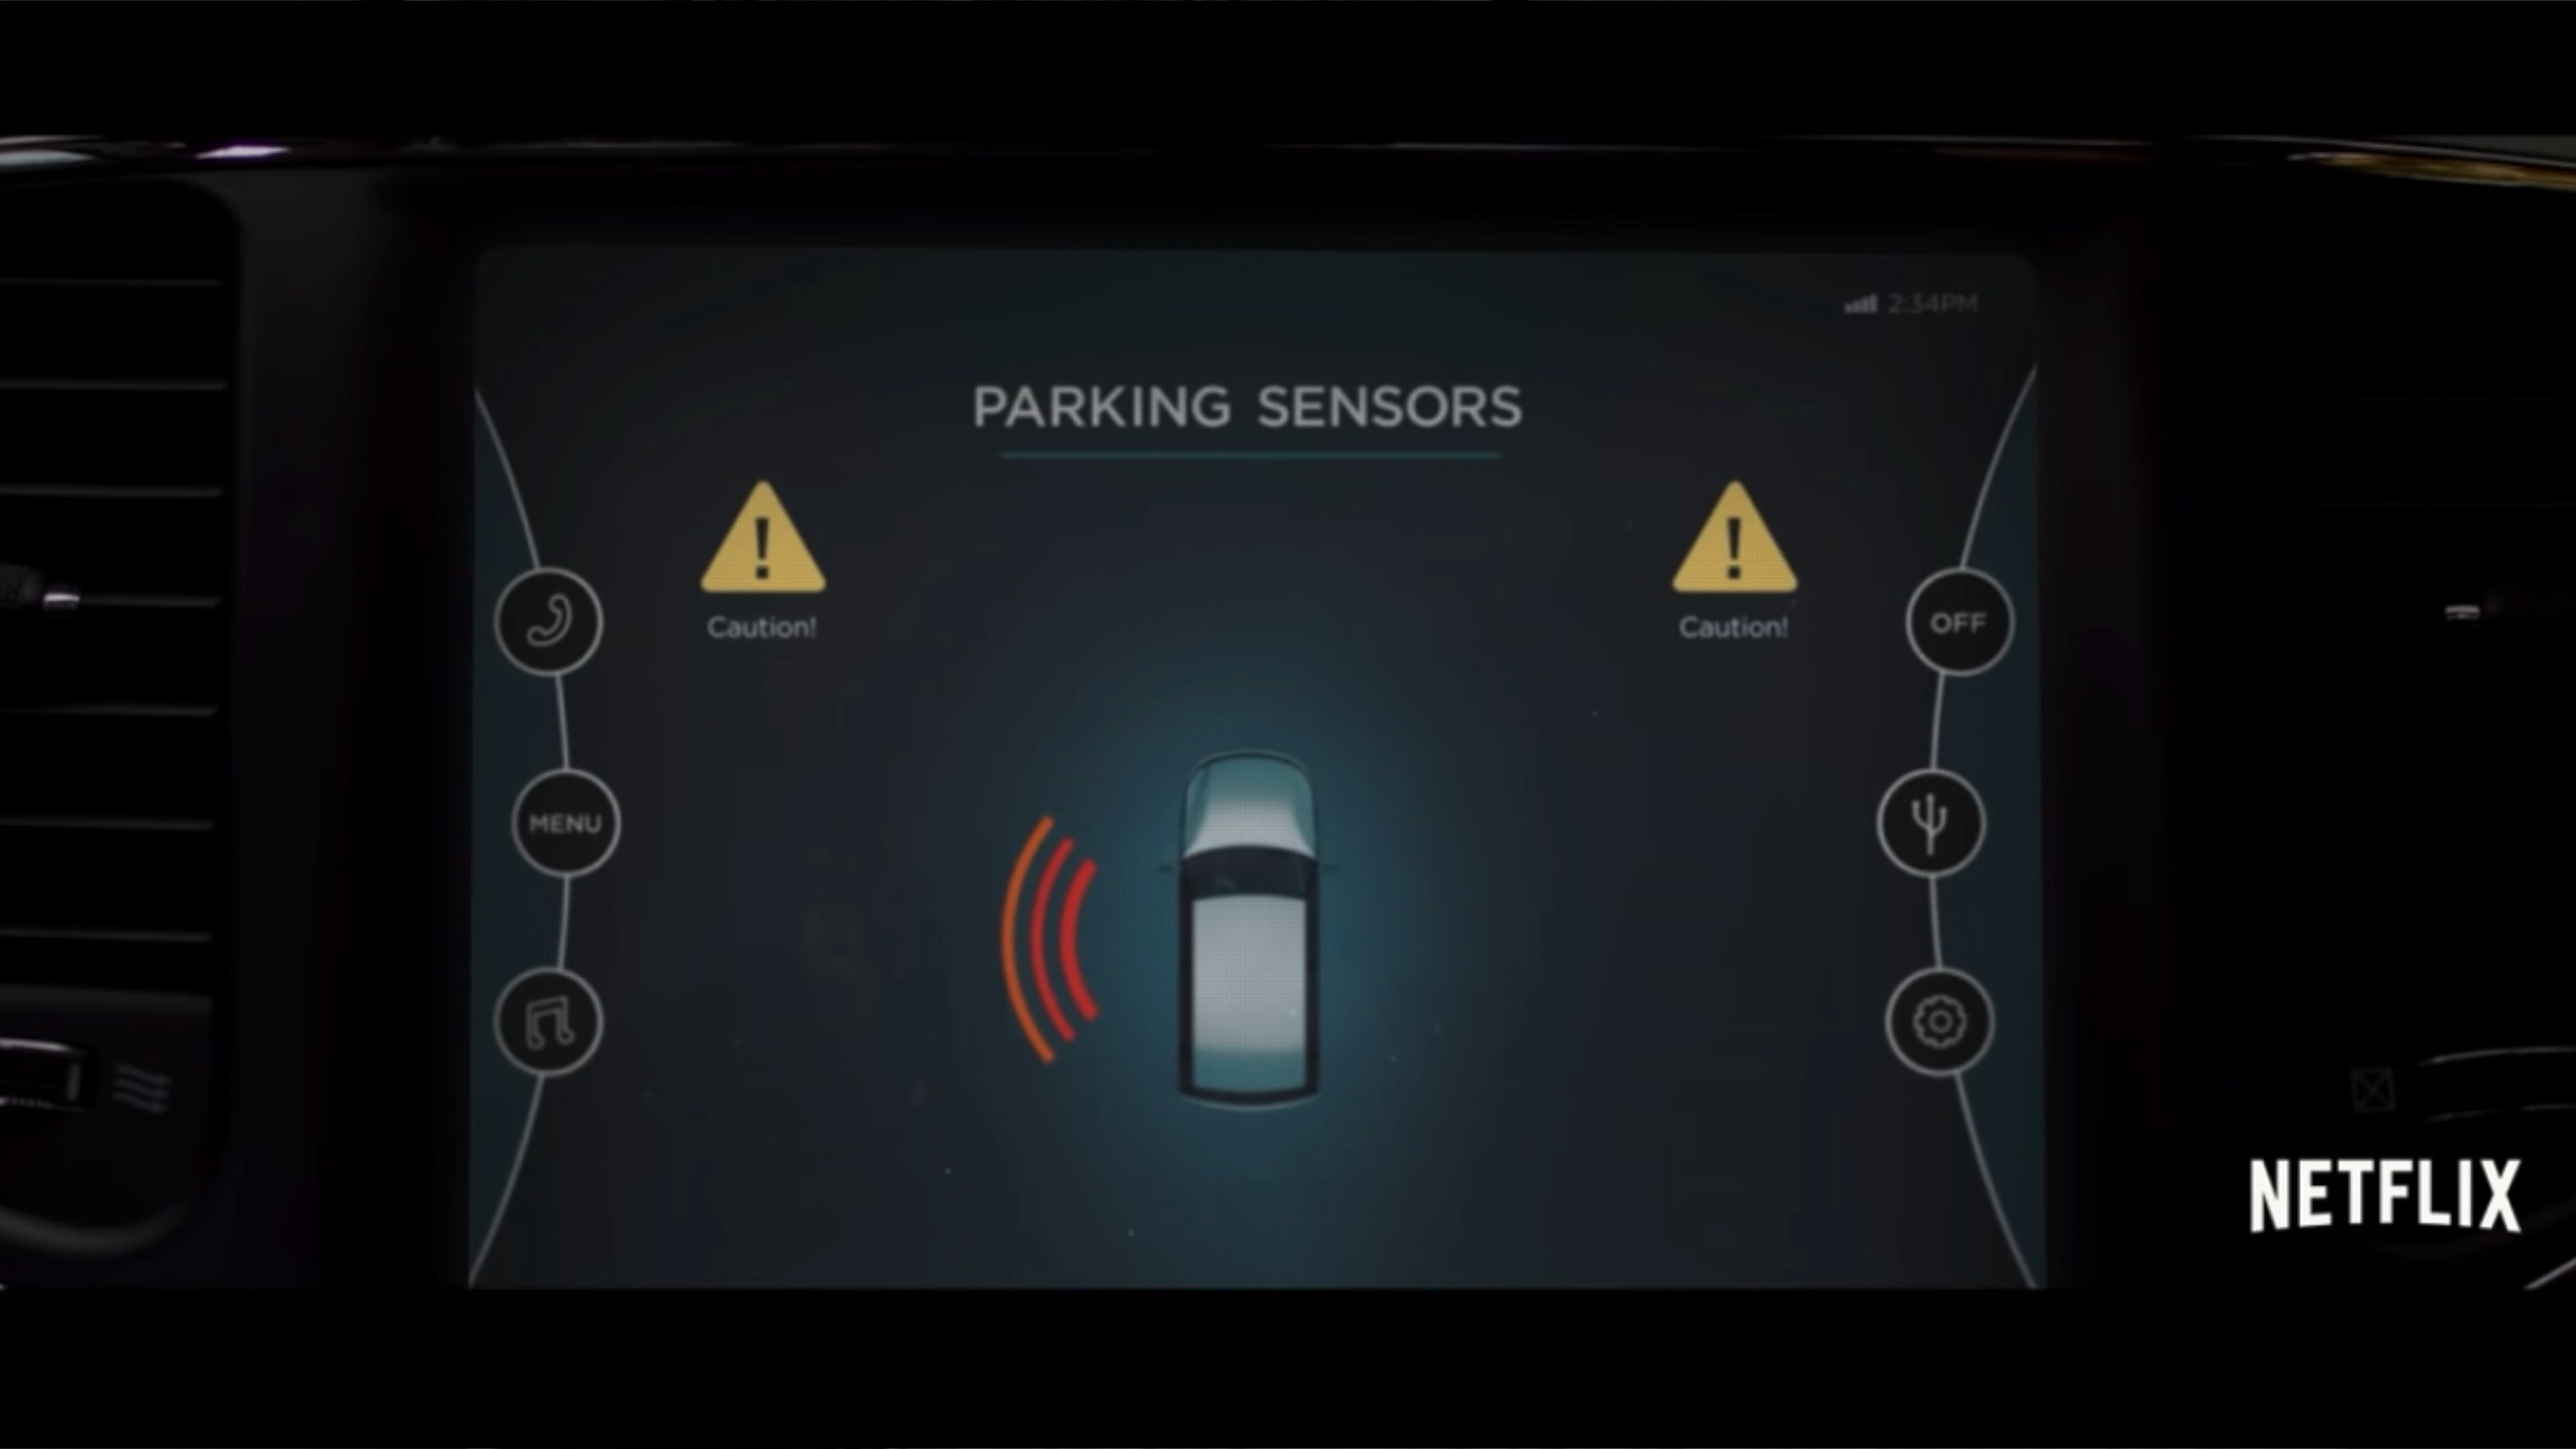 2:34PM
PARKING SENSORS
Caution!
Caution!
OFF
MENU
NETFLIX